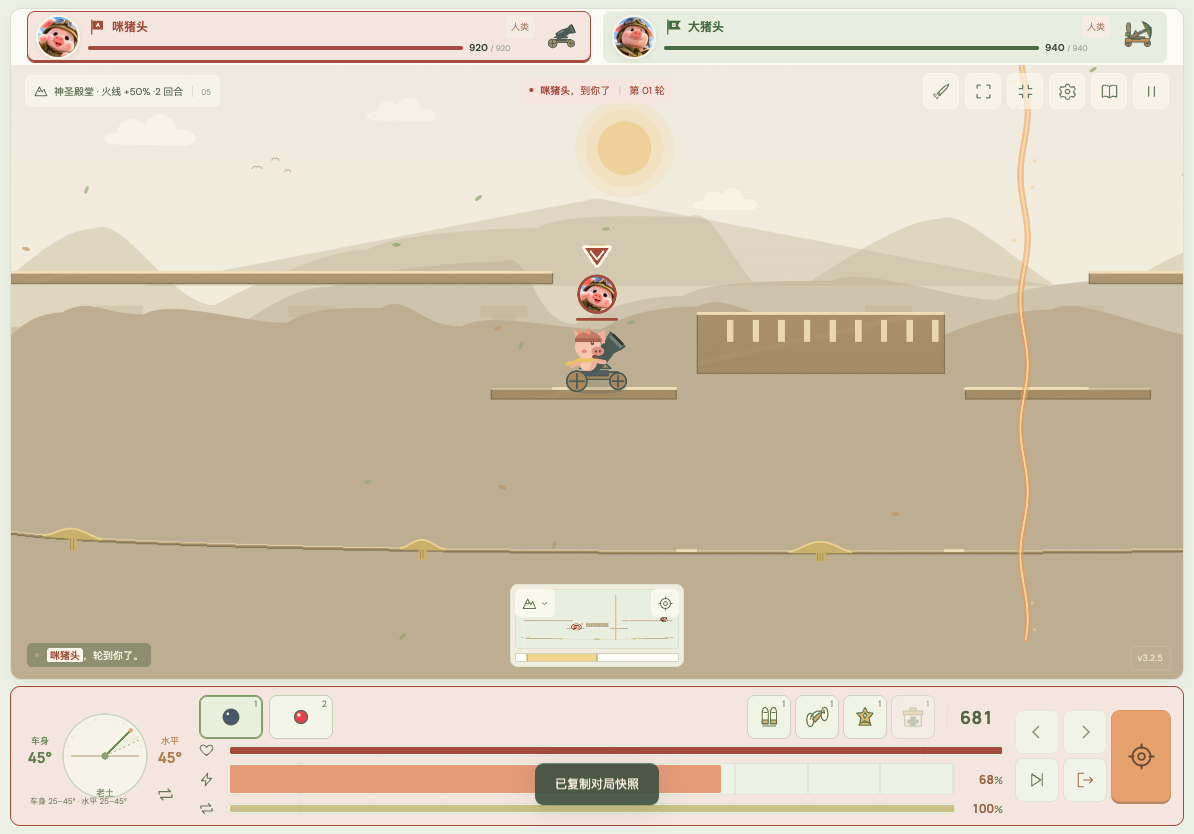 A 咪猪头 人类
920 / 920
B 大猪头 人类
940 / 940
神圣殿堂 · 火线 +50% ·2 回合 05
咪猪头，到你了 第 01 轮
咪猪头，轮到你了。
v3.2.5
1
2
1
1
1
1
681
车身
45°
水平
45°
老土
车身 25–45° · 水平 25–45°
已复制对局快照
68%
100%